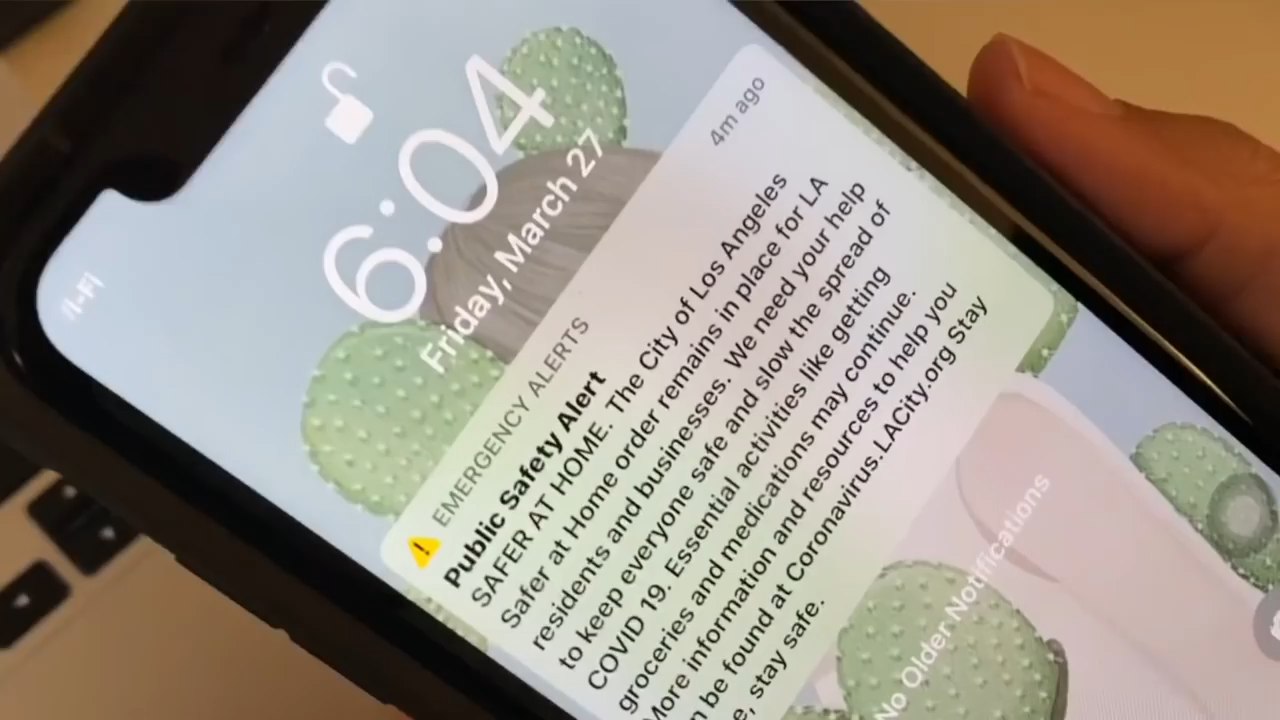 6:04
Friday, March 27
EMERGENCY ALERTS
4m ago
Public Safety Alert
SAFER AT HOME. The City of Los Angeles
Safer at Home order remains in place for LA
residents and businesses. We need your help
to keep everyone safe and slow the spread of
COVID 19. Essential activities like getting
groceries and medications may continue.
More information and resources to help you
be found at Coronavirus.LACity.org Stay
stay safe.
No Older Notifications